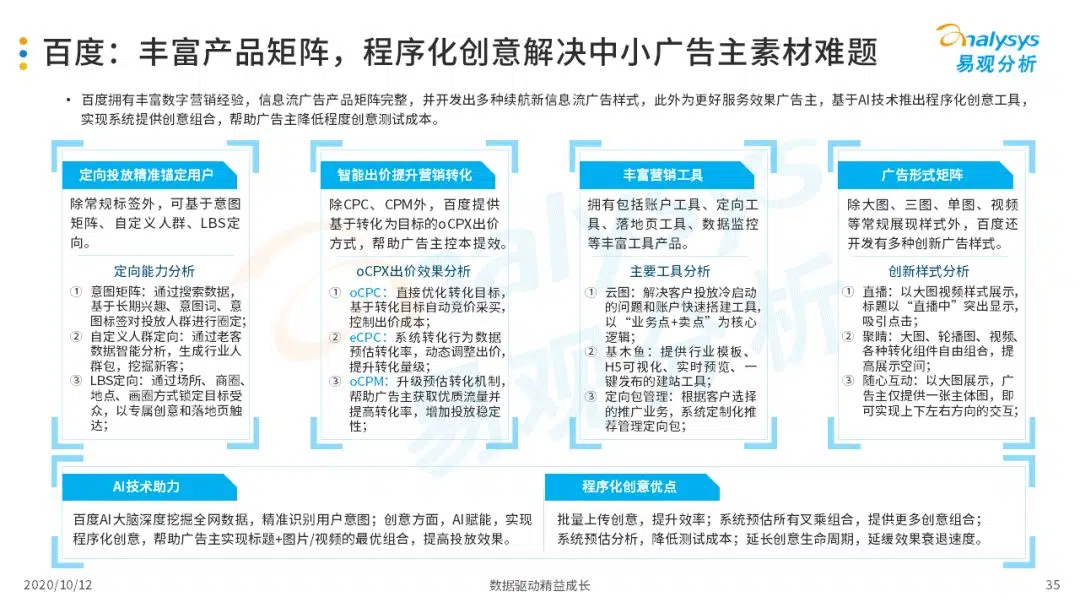 百度：丰富产品矩阵，程序化创意解决中小广告主素材难题
analysys
易观分析
• 百度拥有丰富数字营销经验，信息流广告产品矩阵完整，并开发出多种续航新信息流广告样式，此外为更好服务效果广告主，基于AI技术推出程序化创意工具，
实现系统提供创意组合，帮助广告主降低程度创意测试成本。
定向投放精准锚定用户
除常规标签外，可基于意图
矩阵、自定义人群、LBS定
向。
定向能力分析
① 意图矩阵：通过搜索数据，
基于长期兴趣、意图词、意
图标签对投放人群进行圈定；
② 自定义人群定向：通过老客
数据智能分析，生成行业人
群包，挖掘新客；
③ LBS定向：通过场所、商圈、
地点、画圈方式锁定目标受
众，以专属创意和落地页触
达；
智能出价提升营销转化
除CPC、CPM外，百度提供
基于转化为目标的oCPX出价
方式，帮助广告主控本提效。
oCPX出价效果分析
① oCPC：直接优化转化目标，
基于转化目标自动竞价采买，
控制出价成本；
② eCPC：系统转化行为数据
预估转化率，动态调整出价，
提升转化量级；
③ oCPM：升级预估转化机制，
帮助广告主获取优质流量并
提高转化率，增加投放稳定
性；
丰富营销工具
拥有包括账户工具、定向工
具、落地页工具、数据监控
等丰富工具产品。
主要工具分析
① 云图：解决客户投放冷启动
的问题和账户快速搭建工具，
以“业务点+卖点”为核心
逻辑；
② 基木鱼：提供行业模板、
H5可视化、实时预览、一
键发布的建站工具；
③ 定向包管理：根据客户选择
的推广业务，系统定制化推
荐管理定向包；
广告形式矩阵
除大图、三图、单图、视频
等常规展现样式外，百度还
开发有多种创新广告样式。
创新样式分析
① 直播：以大图视频样式展示，
标题以“直播中”突出显示，
吸引点击；
② 聚睛：大图、轮播图、视频、
各种转化组件自由组合，提
高展示空间；
③ 随心互动：以大图展示，广
告主仅提供一张主体图，即
可实现上下左右方向的交互；
AI技术助力
百度AI大脑深度挖掘全网数据，精准识别用户意图；创意方面，AI赋能，实现
程序化创意，帮助广告主实现标题+图片/视频的最优组合，提高投放效果。
程序化创意优点
批量上传创意，提升效率；系统预估所有叉乘组合，提供更多创意组合；
系统预估分析，降低测试成本；延长创意生命周期，延缓效果衰退速度。
2020/10/12
数据驱动精益成长
35